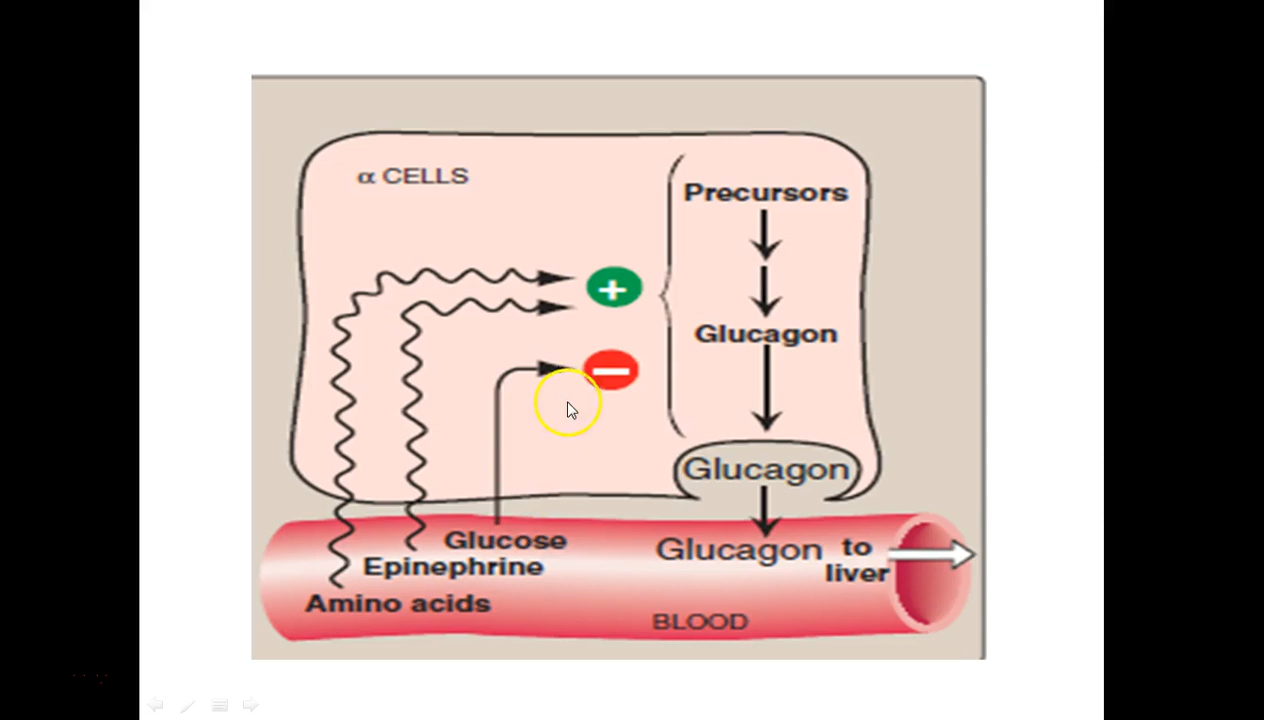 α CELLS
Precursors
Glucagon
Glucagon
Glucose
Epinephrine
Amino acids
Glucagon to
liver
BLOOD